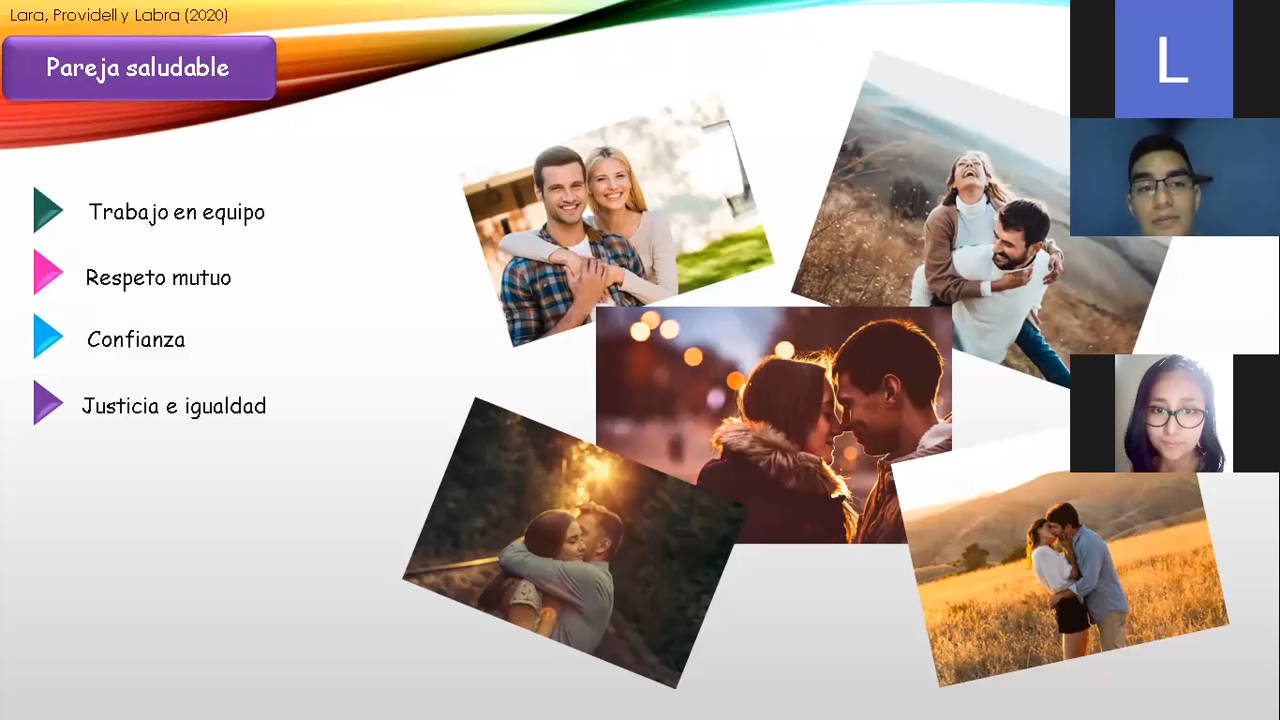 Lara, Providell y Labra (2020)
Pareja saludable
Trabajo en equipo
Respeto mutuo
Confianza
Justicia e igualdad
L